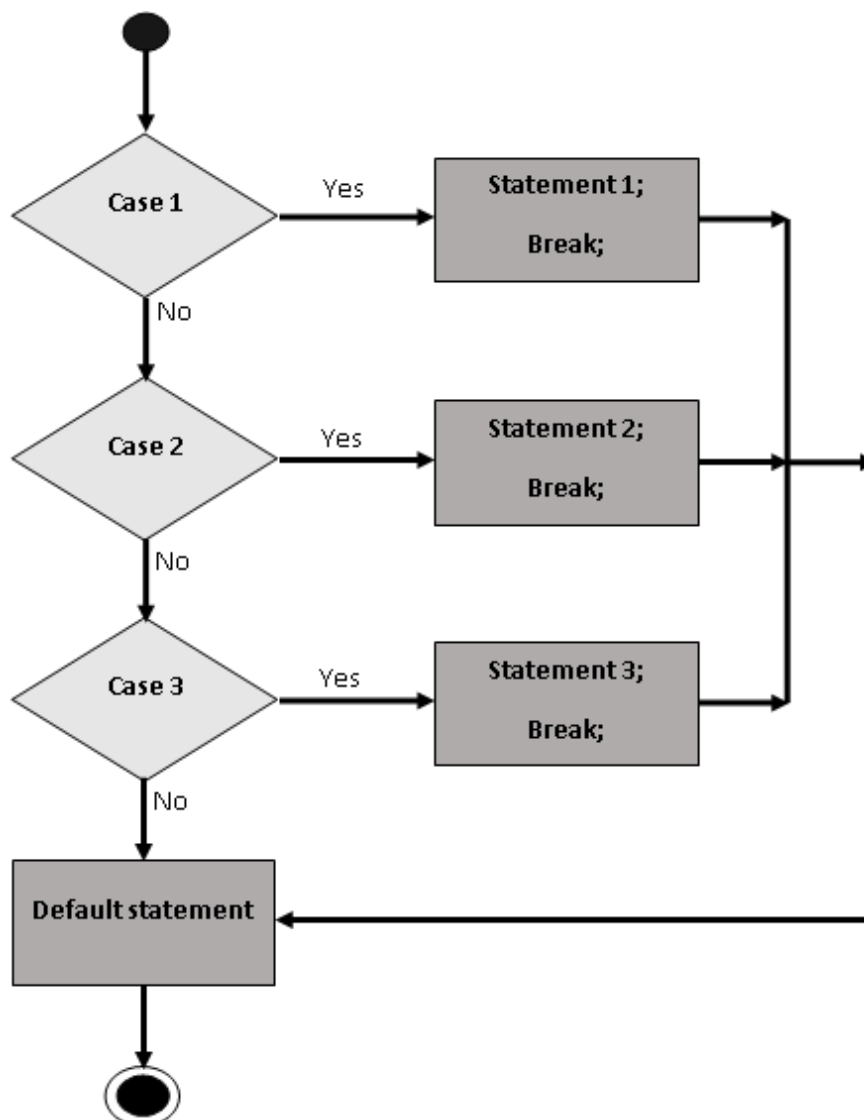 Case 1
Yes
Statement 1;
Break;
No
Case 2
Yes
Statement 2;
Break;
No
Case 3
Yes
Statement 3;
Break;
No
Default statement